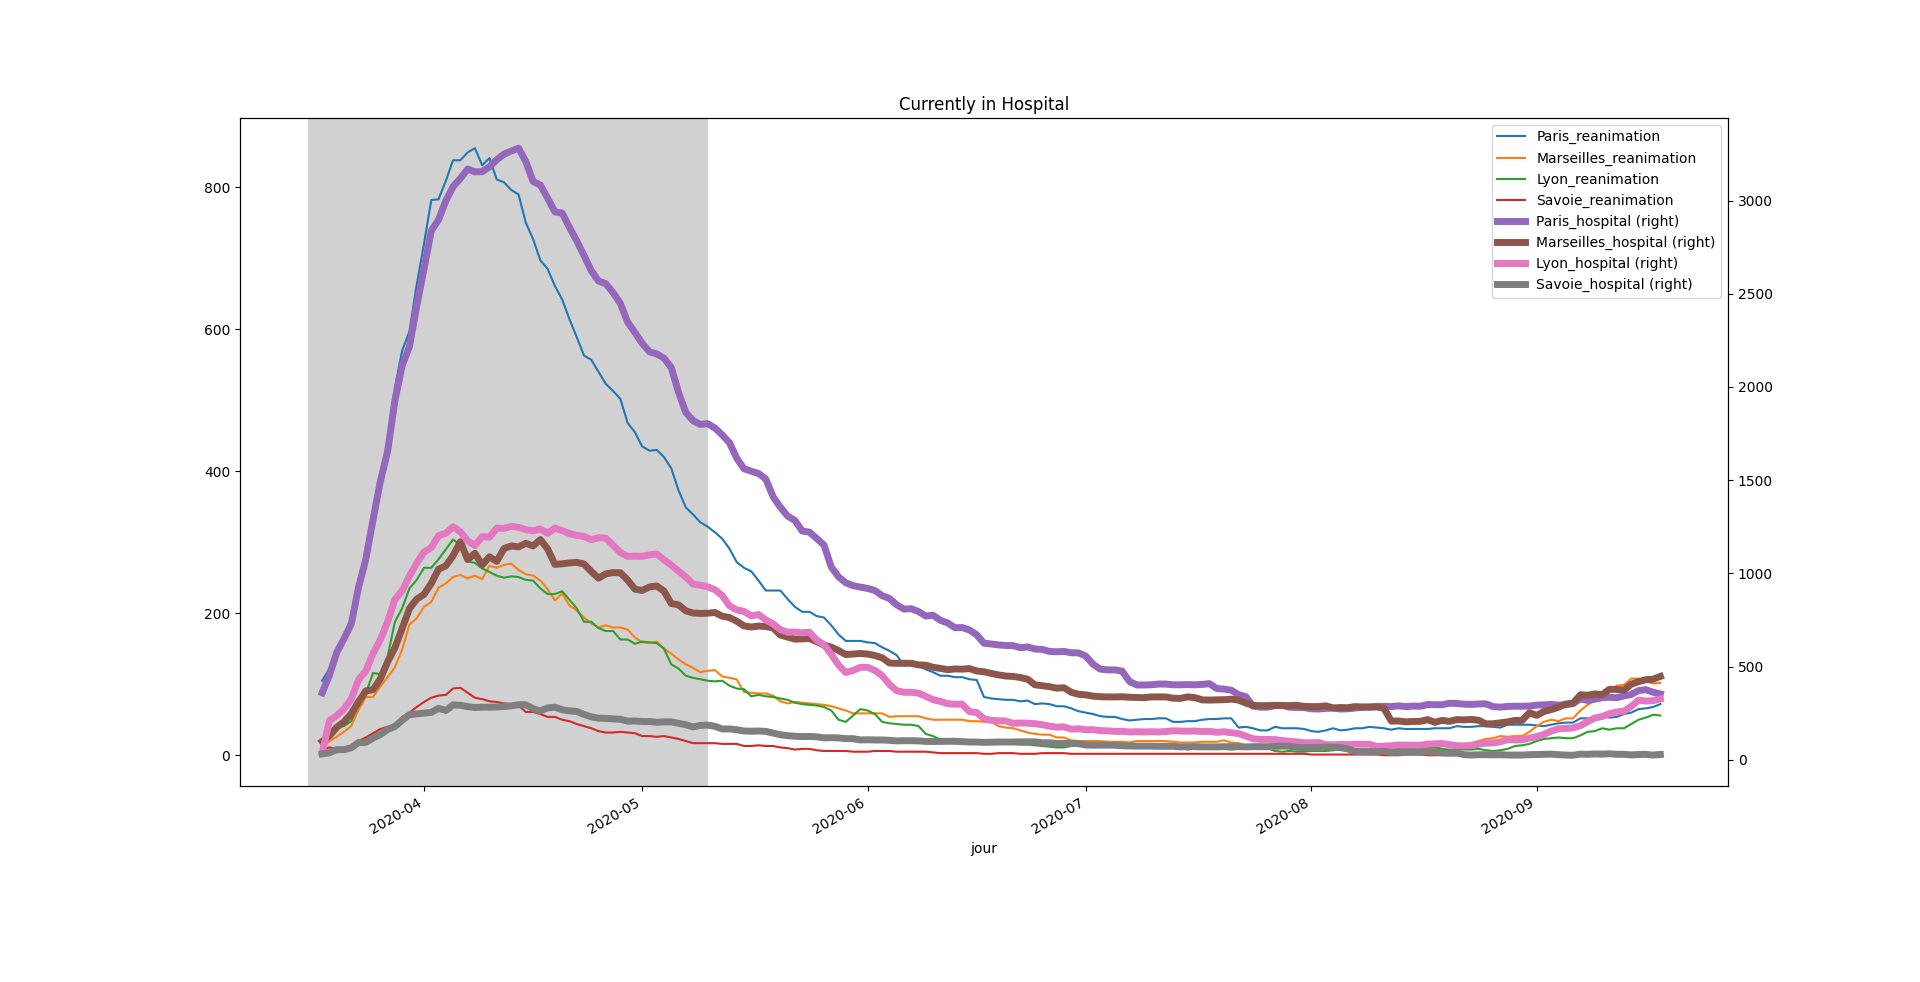 Currently in Hospital
Paris_reanimation
Marseilles_reanimation
Lyon_reanimation
Savoie_reanimation
Paris_hospital (right)
Marseilles_hospital (right)
Lyon_hospital (right)
Savoie_hospital (right)
800
600
400
200
0
3000
2500
2000
1500
1000
500
0
2020-04
2020-05
2020-06
2020-07
2020-08
2020-09
jour